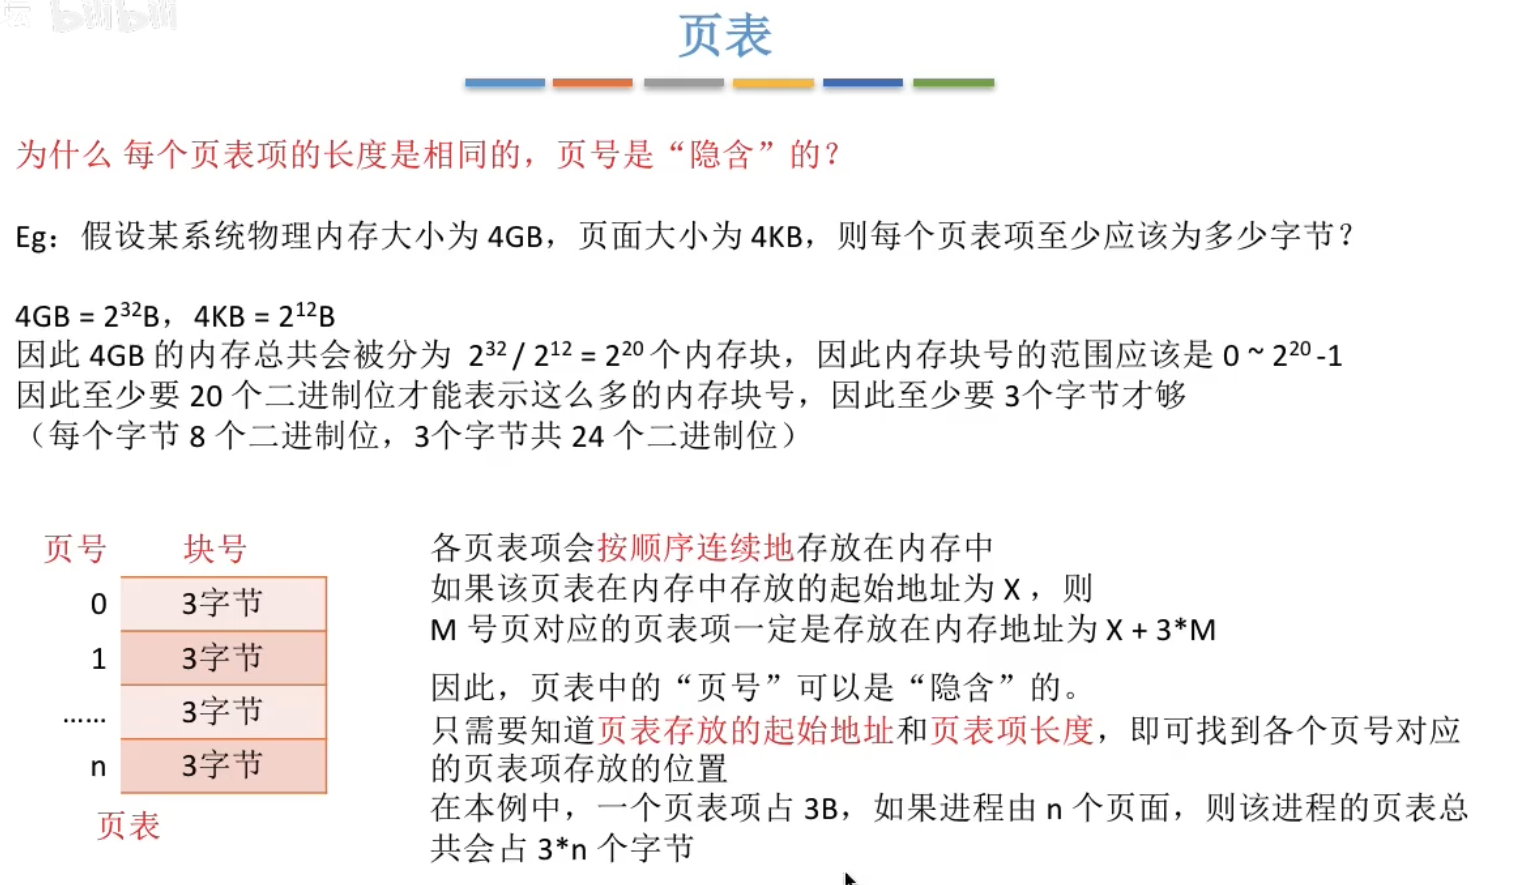 坛 bilibili
页表
为什么 每个页表项的长度是相同的，页号是“隐含”的？
Eg：假设某系统物理内存大小为 4GB，页面大小为 4KB，则每个页表项至少应该为多少字节？
4GB = 2³²B，4KB = 2¹²B
因此 4GB 的内存总共会被分为 2³² / 2¹² = 2²⁰ 个内存块，因此内存块号的范围应该是 0 ~ 2²⁰ -1
因此至少要 20 个二进制位才能表示这么多的内存块号，因此至少要 3个字节才够
（每个字节 8 个二进制位，3个字节共 24 个二进制位）
页号 块号
0 3字节
1 3字节
…… 3字节
n 3字节
页表
各页表项会按顺序连续地存放在内存中
如果该页表在内存中存放的起始地址为 X ，则
M 号页对应的页表项一定是存放在内存地址为 X + 3*M
因此，页表中的“页号”可以是“隐含”的。
只需要知道页表存放的起始地址和页表项长度，即可找到各个页号对应
的页表项存放的位置
在本例中，一个页表项占 3B，如果进程由 n 个页面，则该进程的页表总
共会占 3*n 个字节